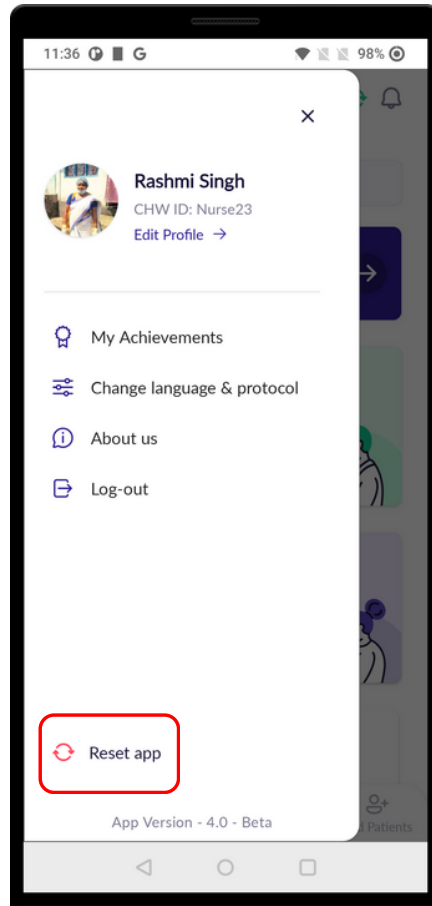 11:36 G 98%
Rashmi Singh
CHW ID: Nurse23
Edit Profile →
My Achievements
Change language & protocol
About us
Log-out
Reset app
App Version - 4.0 - Beta
Patients